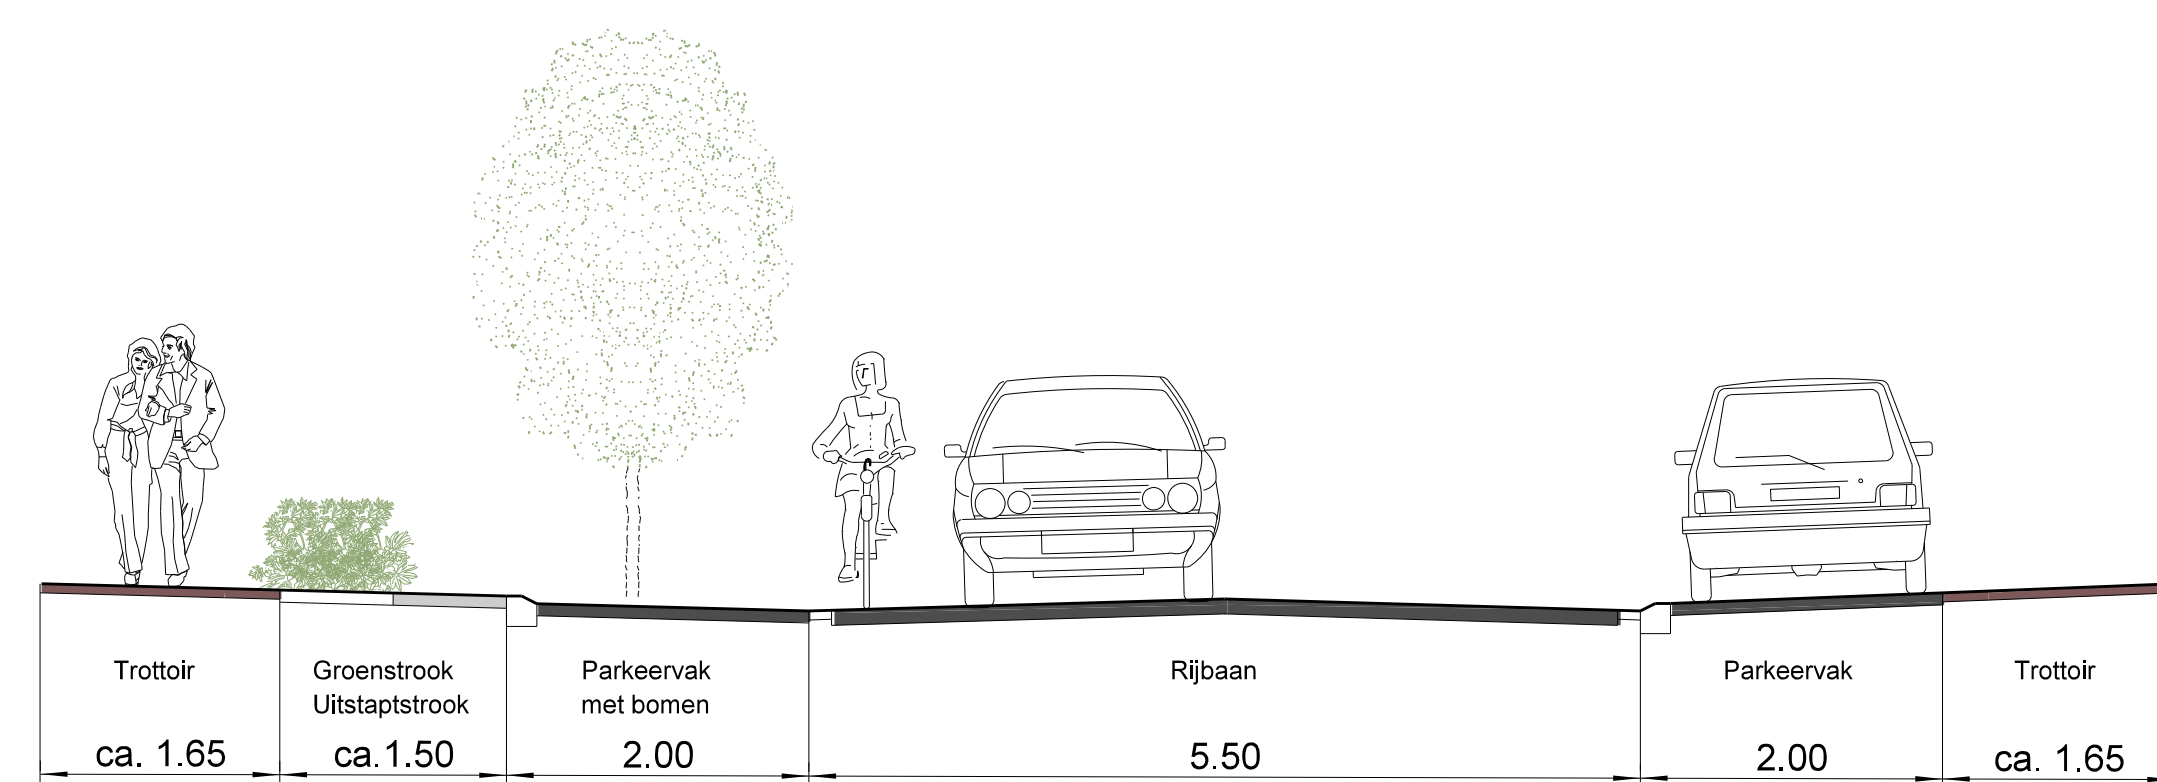 Trottoir
ca. 1.65
Groenstrook
Uitstaptstrook
ca.1.50
Parkeervak
met bomen
2.00
Rijbaan
5.50
Parkeervak
2.00
Trottoir
ca. 1.65